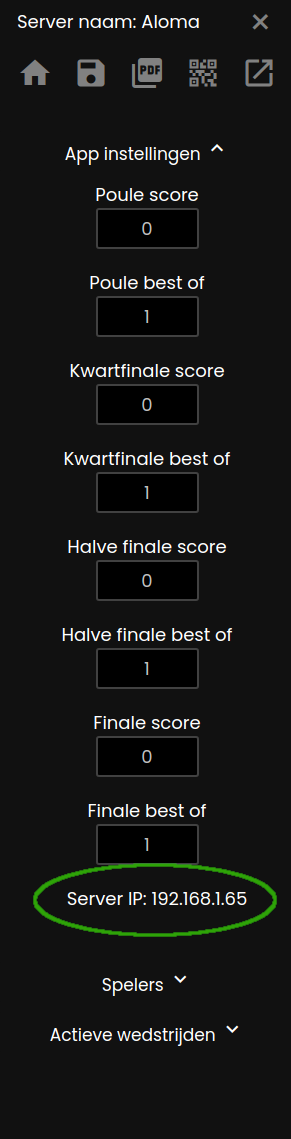 Server naam: Aloma
PDF
App instellingen
Poule score
0
Poule best of
1
Kwartfinale score
0
Kwartfinale best of
1
Halve finale score
0
Halve finale best of
1
Finale score
0
Finale best of
1
Server IP: 192.168.1.65
Spelers
Actieve wedstrijden